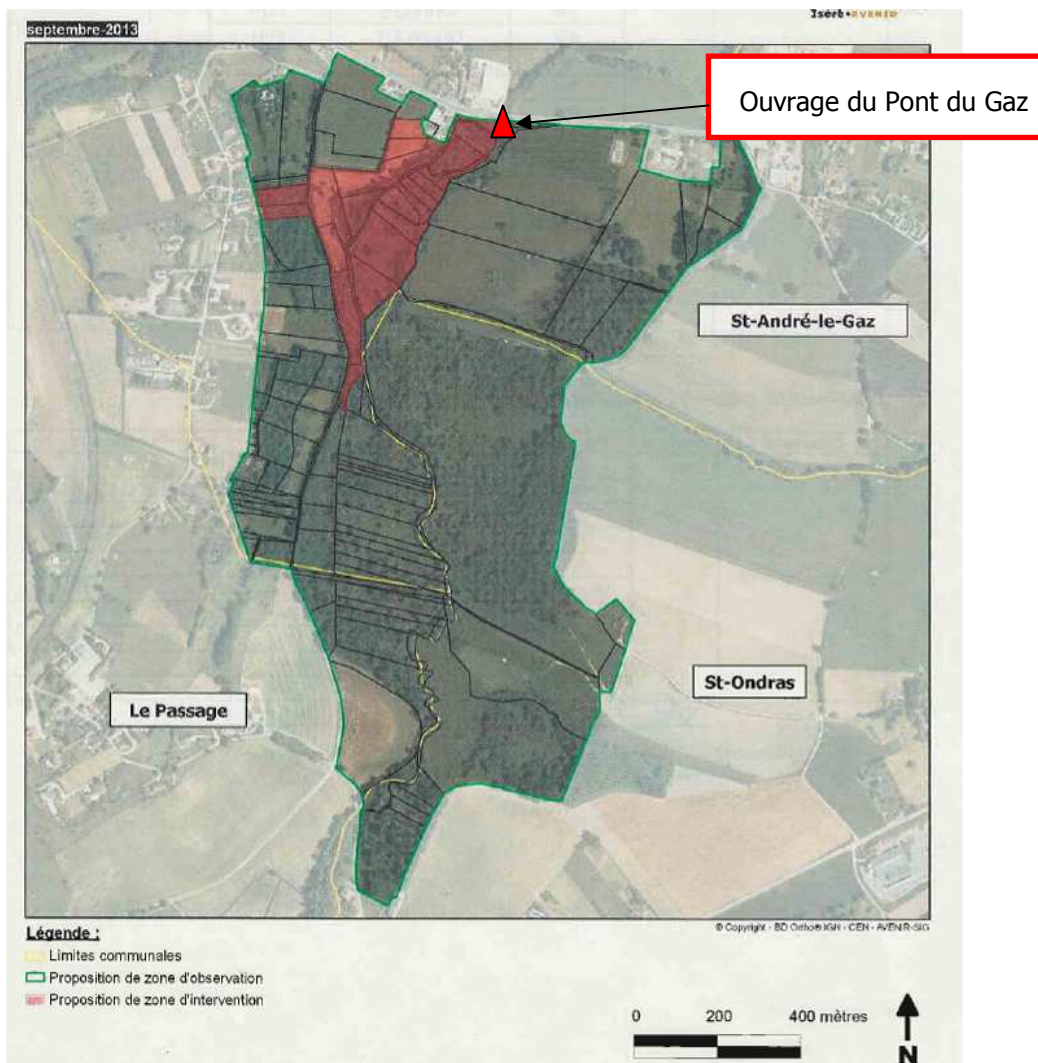 Isère•AVENIR
septembre-2013
Ouvrage du Pont du Gaz
St-André-le-Gaz
St-Ondras
Le Passage
© Copyright - BD Ortho® IGN - CEN - AVENIR-SIG
Légende :
Limites communales
Proposition de zone d'observation
Proposition de zone d'intervention
0 200 400 mètres
N